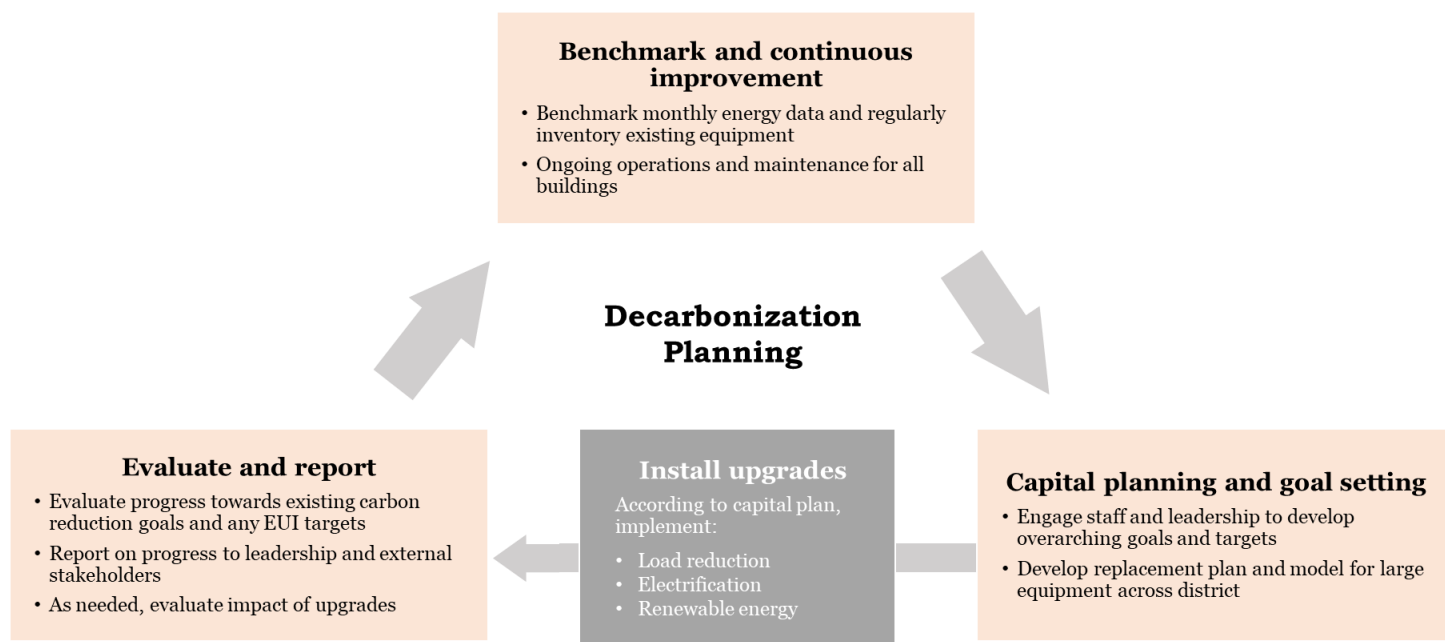 Benchmark and continuous
improvement
• Benchmark monthly energy data and regularly
inventory existing equipment
• Ongoing operations and maintenance for all
buildings
Decarbonization
Planning
Evaluate and report
• Evaluate progress towards existing carbon
reduction goals and any EUI targets
• Report on progress to leadership and external
stakeholders
• As needed, evaluate impact of upgrades
Install upgrades
According to capital plan,
implement:
• Load reduction
• Electrification
• Renewable energy
Capital planning and goal setting
• Engage staff and leadership to develop
overarching goals and targets
• Develop replacement plan and model for large
equipment across district